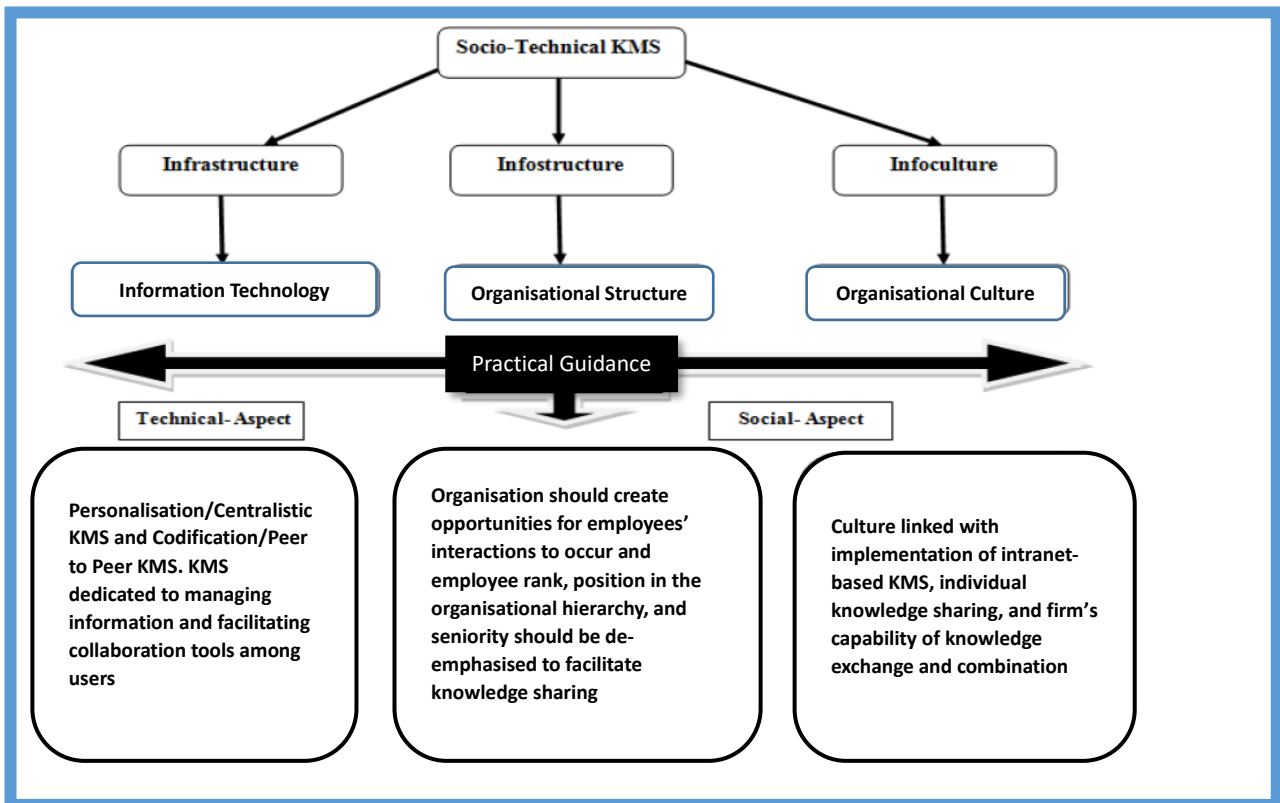 Socio-Technical KMS
Infrastructure
Infostructure
Infoculture
Information Technology
Organisational Structure
Organisational Culture
Practical Guidance
Technical- Aspect
Social- Aspect
Personalisation/Centralistic
KMS and Codification/Peer
to Peer KMS. KMS
dedicated to managing
information and facilitating
collaboration tools among
users
Organisation should create
opportunities for employees’
interactions to occur and
employee rank, position in the
organisational hierarchy, and
seniority should be de-
emphasised to facilitate
knowledge sharing
Culture linked with
implementation of intranet-
based KMS, individual
knowledge sharing, and firm’s
capability of knowledge
exchange and combination